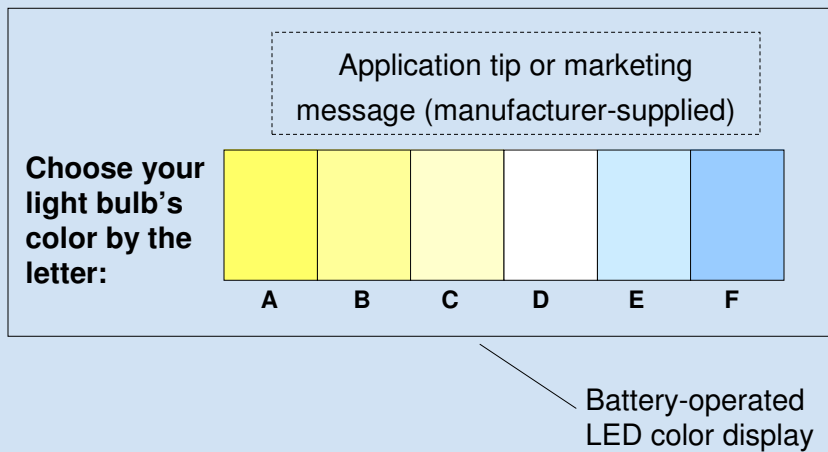 Application tip or marketing
message (manufacturer-supplied)
Choose your
light bulb’s
color by the
letter:
A B C D E F
Battery-operated
LED color display